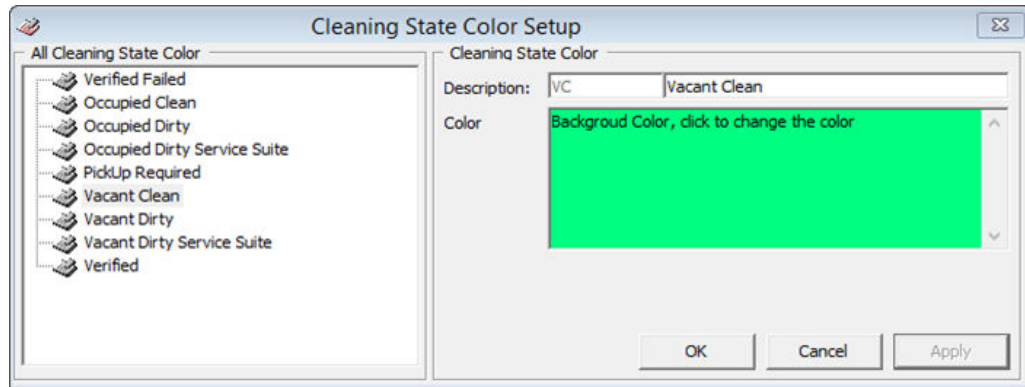 Cleaning State Color Setup
All Cleaning State Color
Verified Failed
Occupied Clean
Occupied Dirty
Occupied Dirty Service Suite
PickUp Required
Vacant Clean
Vacant Dirty
Vacant Dirty Service Suite
Verified
Cleaning State Color
Description: VC Vacant Clean
Color Backgroud Color, click to change the color
OK Cancel Apply